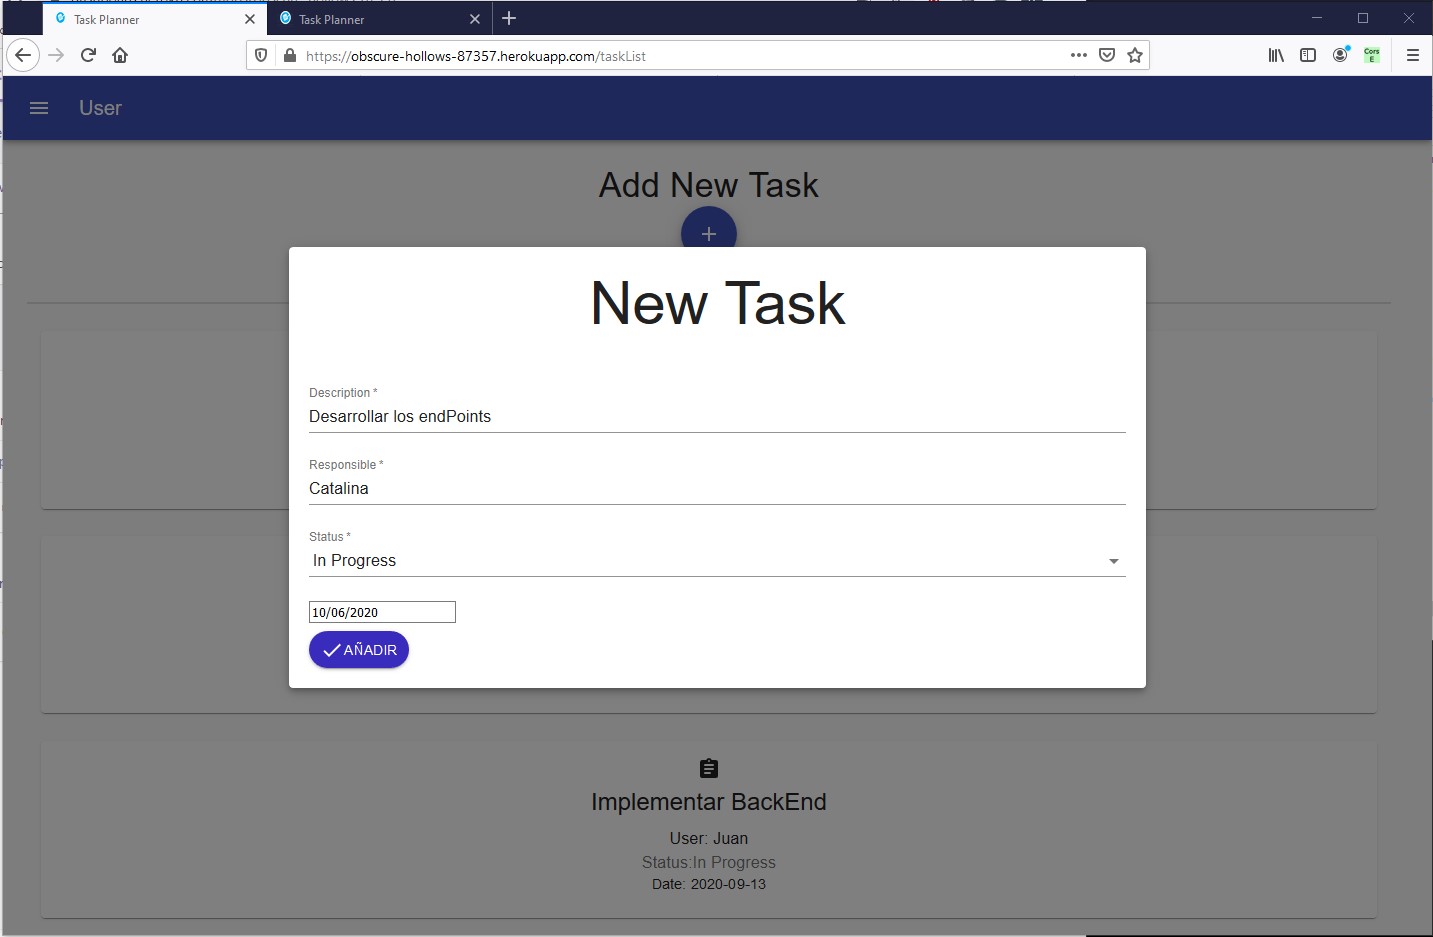 Task Planner
Task Planner
https://obscure-hollows-87357.herokuapp.com/taskList
Cors
E
User
Add New Task
New Task
Description *
Desarrollar los endPoints
Responsible *
Catalina
Status *
In Progress
10/06/2020
AÑADIR
Implementar BackEnd
User: Juan
Status:In Progress
Date: 2020-09-13